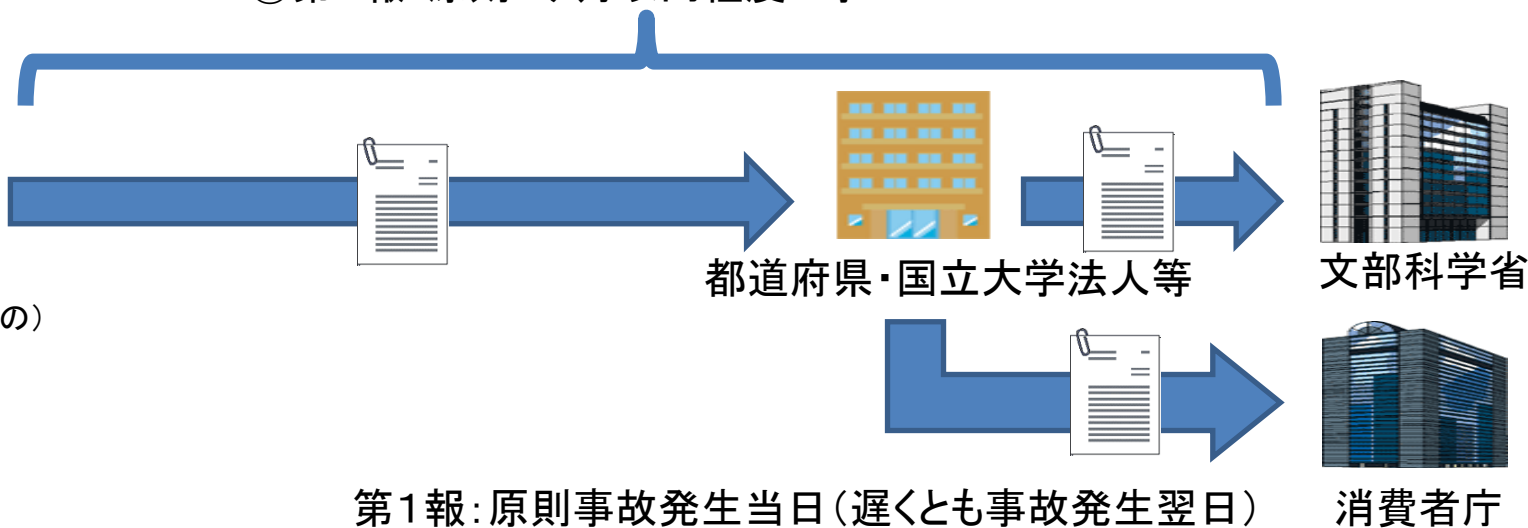 都道府県・国立大学法人等
文部科学省
の）
第１報：原則事故発生当日（遅くとも事故発生翌日）
消費者庁